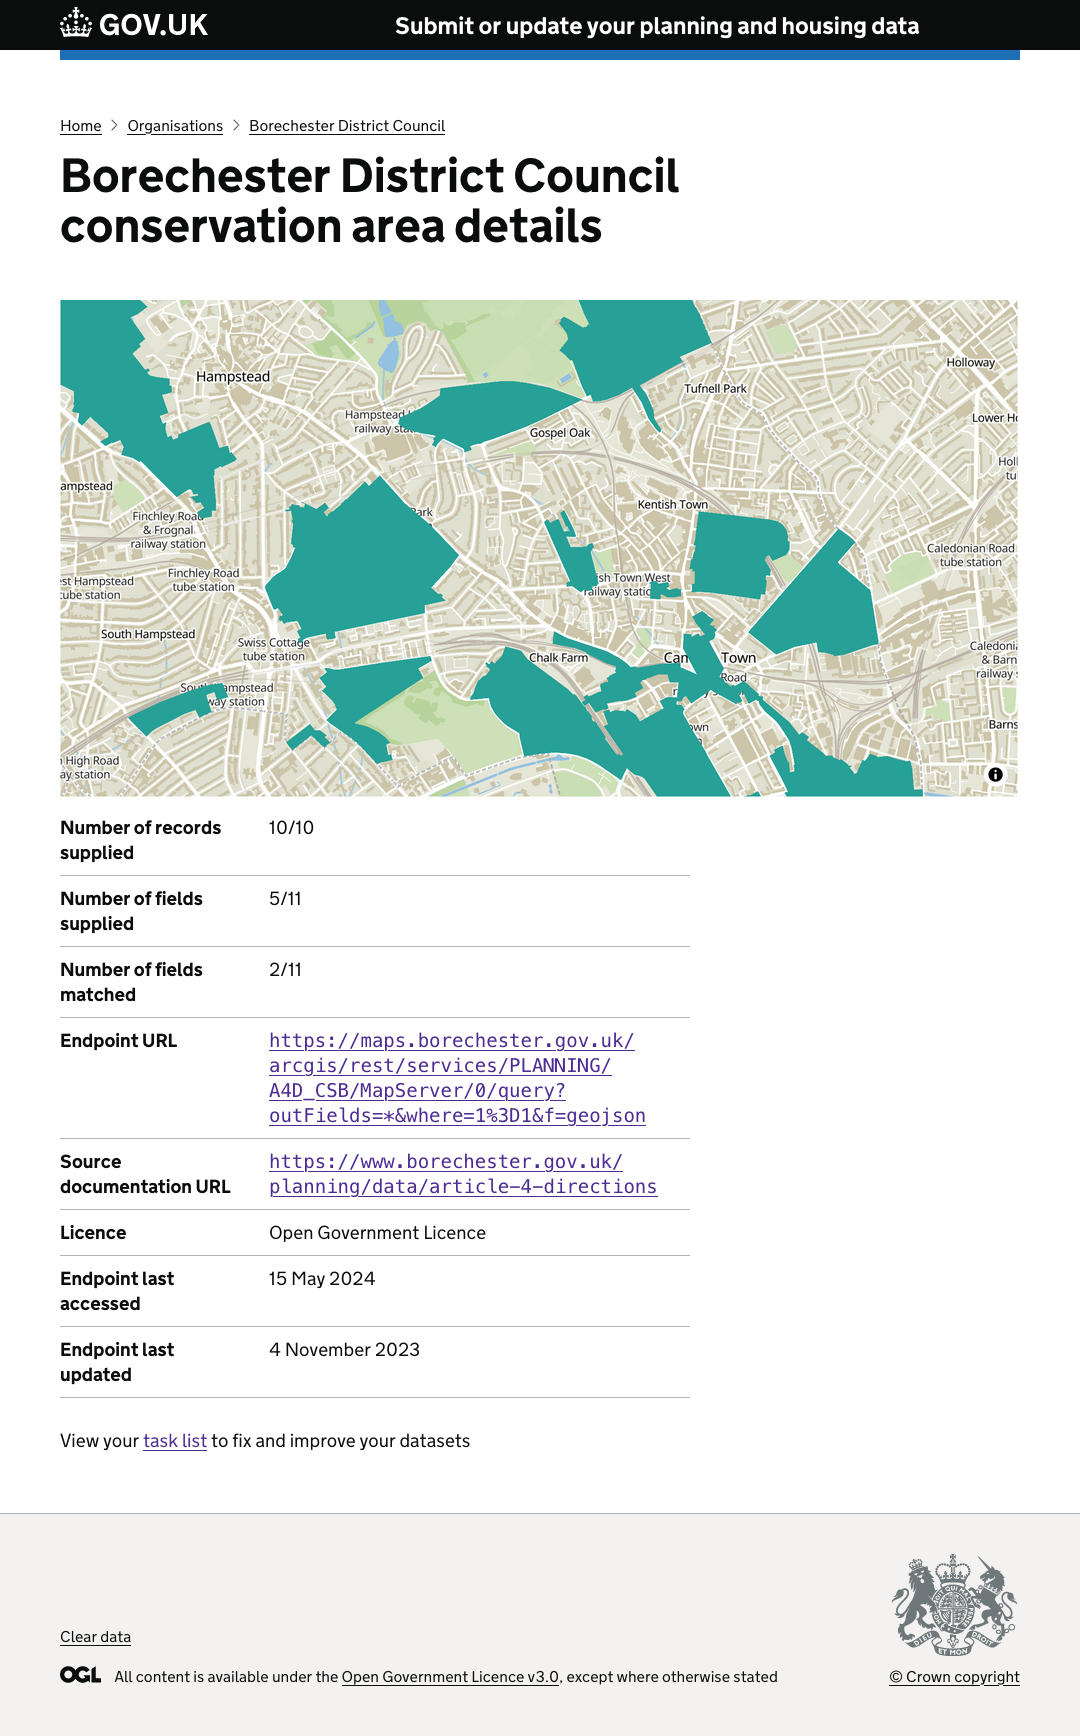 GOV.UK
Submit or update your planning and housing data
Home
Organisations
Borechester District Council
Borechester District Council
conservation area details
Hampstead
Holloway
Tufnell Park
Hampstead
railway
Lower
Gospel Oak
ampstead
Kentish Town
Finchley Road
& Frognal
railway station
Park
Caledonian Road
tube station
Finchley Road
tube station
st Hampstead
tube station
ish Town West
railway static
South Hampstead
Swiss Cottage
tube station
Chalk Farm
Cam Town
Road
& Barn
railway s
South Hampstead
way station
own
Barns
High Road
ay station
Number of records
supplied
10/10
Number of fields
supplied
5/11
Number of fields
matched
2/11
Endpoint URL
https://maps.borechester.gov.uk/
arcgis/rest/services/PLANNING/
A4D_CSB/MapServer/0/query?
outFields=*&where=1%3D1&f=geojson
Source
documentation URL
https://www.borechester.gov.uk/
planning/data/article-4-directions
Licence
Open Government Licence
Endpoint last
accessed
15 May 2024
Endpoint last
updated
4 November 2023
View your task list to fix and improve your datasets
Clear data
OGL All content is available under the Open Government Licence v3.0, except where otherwise stated
© Crown copyright